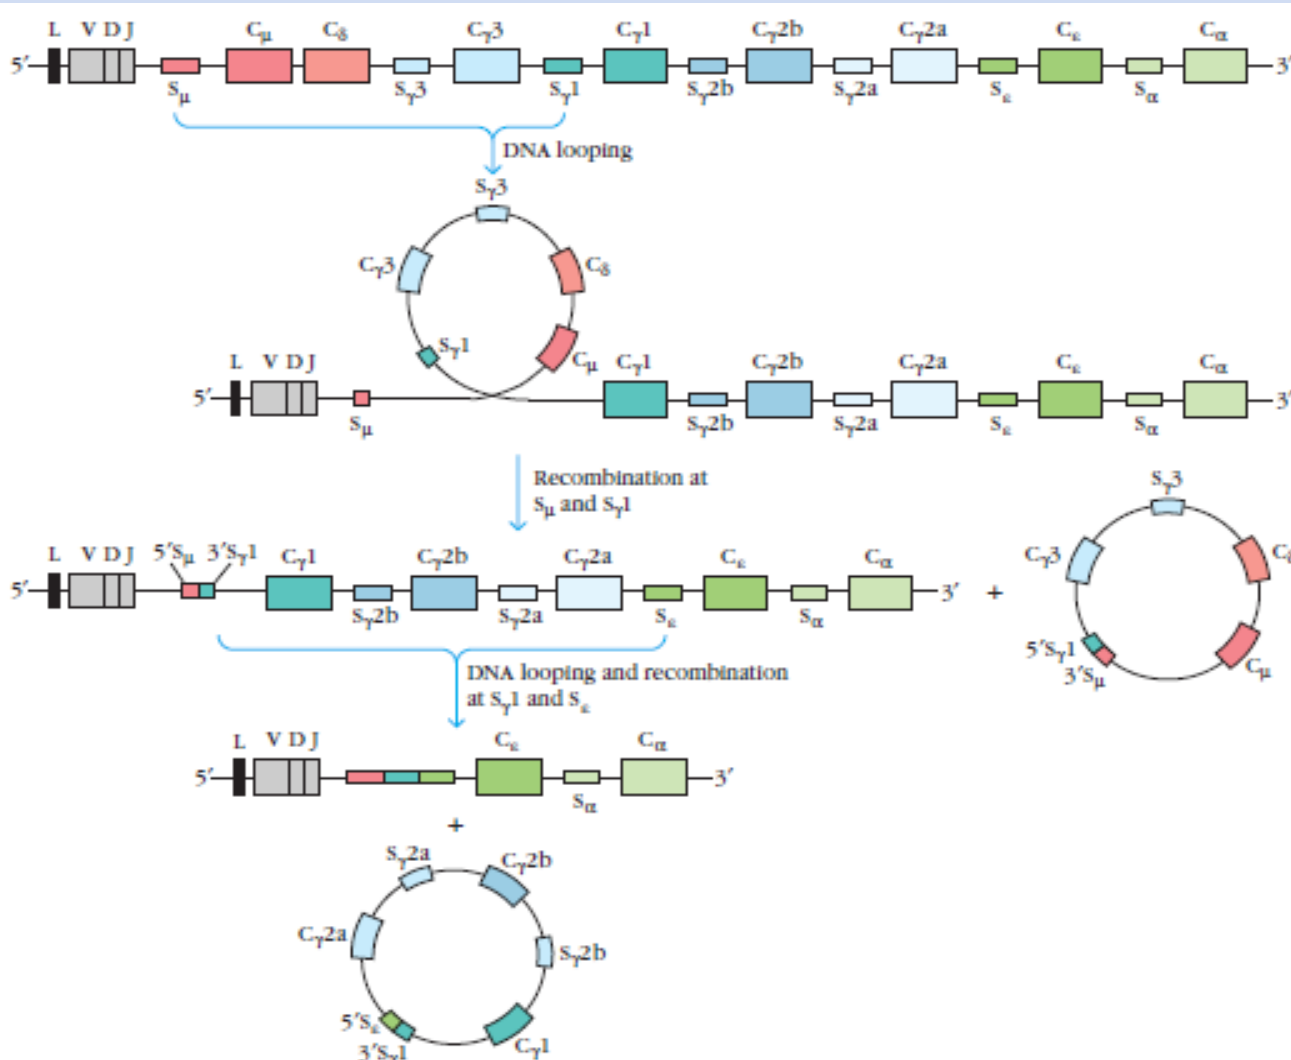 L V D J Cμ Cδ Cγ3 Cγ1 Cγ2b Cγ2a Cε Cα
5′ 3′
Sμ Sγ3 Sγ1 Sγ2b Sγ2a Sε Sα
DNA looping
Sγ3
Cγ3 Cδ
Sγ1 Cμ
L V D J Cγ1 Cγ2b Cγ2a Cε Cα
5′ 3′
Sμ Sγ2b Sγ2a Sε Sα
Recombination at
Sμ and Sγ1
Sγ3
Cγ3 Cδ
5′Sγ1
3′Sμ Cμ
L V D J 5′Sμ 3′Sγ1 Cγ1 Cγ2b Cγ2a Cε Cα
5′ 3′ +
Sγ2b Sγ2a Sε Sα
DNA looping and recombination
at Sγ1 and Sε
L V D J Cε Cα
5′ 3′
Sα
+
Sγ2a Cγ2b
Cγ2a Sγ2b
5′Sε
3′Sγ1 Cγ1